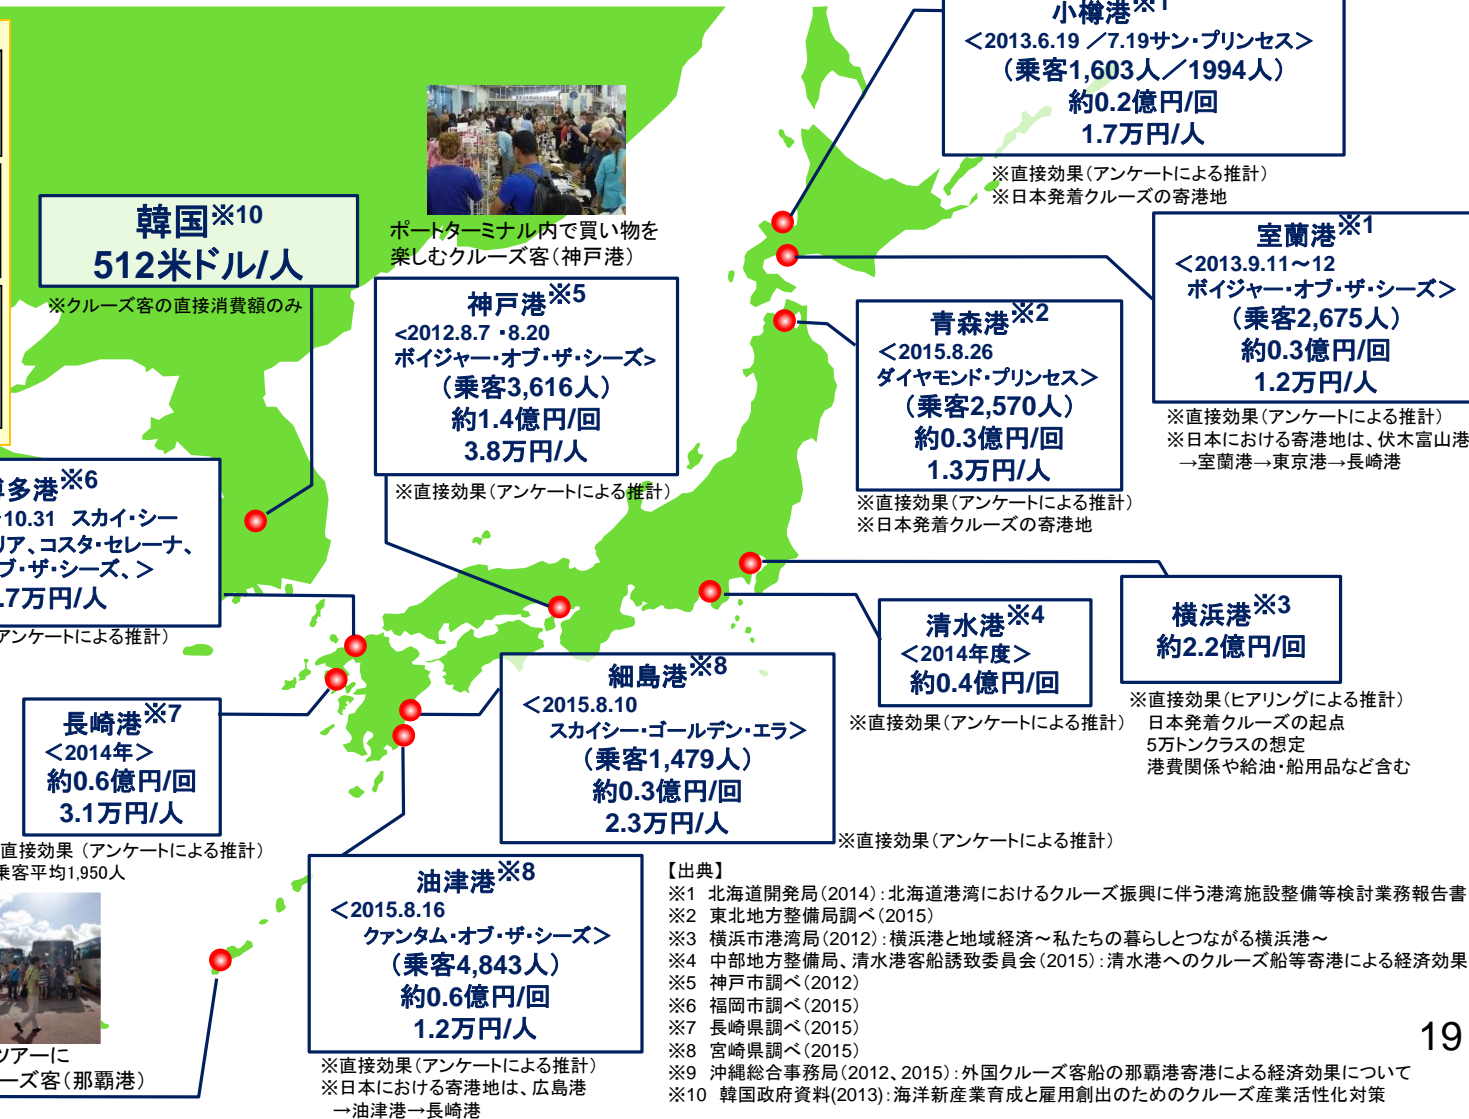 小樽港※1
＜2013.6.19 ／7.19サン・プリンセス＞
（乗客1,603人／1994人）
約0.2億円/回
1.7万円/人
※直接効果（アンケートによる推計）
※日本発着クルーズの寄港地
韓国※10
512米ドル/人
※クルーズ客の直接消費額のみ
ポートターミナル内で買い物を
楽しむクルーズ客（神戸港）
室蘭港※1
＜2013.9.11～12
ボイジャー・オブ・ザ・シーズ＞
（乗客2,675人）
約0.3億円/回
1.2万円/人
※直接効果（アンケートによる推計）
※日本における寄港地は、伏木富山港
→室蘭港→東京港→長崎港
神戸港※5
<2012.8.7 ・8.20
ボイジャー・オブ・ザ・シーズ>
（乗客3,616人）
約1.4億円/回
3.8万円/人
※直接効果（アンケートによる推計）
青森港※2
＜2015.8.26
ダイヤモンド・プリンセス＞
（乗客2,570人）
約0.3億円/回
1.3万円/人
※直接効果（アンケートによる推計）
※日本発着クルーズの寄港地
多港※6
10.31 スカイ・シー
リア、コスタ・セレーナ、
ブ・ザ・シーズ、＞
.7万円/人
アンケートによる推計）
清水港※4
＜2014年度＞
約0.4億円/回
※直接効果（アンケートによる推計）
横浜港※3
約2.2億円/回
※直接効果（ヒアリングによる推計）
日本発着クルーズの起点
5万トンクラスの想定
港費関係や給油・船用品など含む
長崎港※7
＜2014年＞
約0.6億円/回
3.1万円/人
直接効果 （アンケートによる推計）
乗客平均1,950人
細島港※8
＜2015.8.10
スカイシー・ゴールデン・エラ＞
（乗客1,479人）
約0.3億円/回
2.3万円/人
※直接効果（アンケートによる推計）
油津港※8
＜2015.8.16
クァンタム・オブ・ザ・シーズ＞
（乗客4,843人）
約0.6億円/回
1.2万円/人
※直接効果（アンケートによる推計）
※日本における寄港地は、広島港
→油津港→長崎港
ツアーに
ーズ客（那覇港）
【出典】
※1 北海道開発局（2014）：北海道港湾におけるクルーズ振興に伴う港湾施設整備等検討業務報告書
※2 東北地方整備局調べ（2015）
※3 横浜市港湾局（2012）：横浜港と地域経済～私たちの暮らしとつながる横浜港～
※4 中部地方整備局、清水港客船誘致委員会（2015）：清水港へのクルーズ船等寄港による経済効果
※5 神戸市調べ（2012）
※6 福岡市調べ（2015）
※7 長崎県調べ（2015）
※8 宮崎県調べ（2015）
※9 沖縄総合事務局（2012、2015）：外国クルーズ客船の那覇港寄港による経済効果について
※10 韓国政府資料(2013)：海洋新産業育成と雇用創出のためのクルーズ産業活性化対策
19